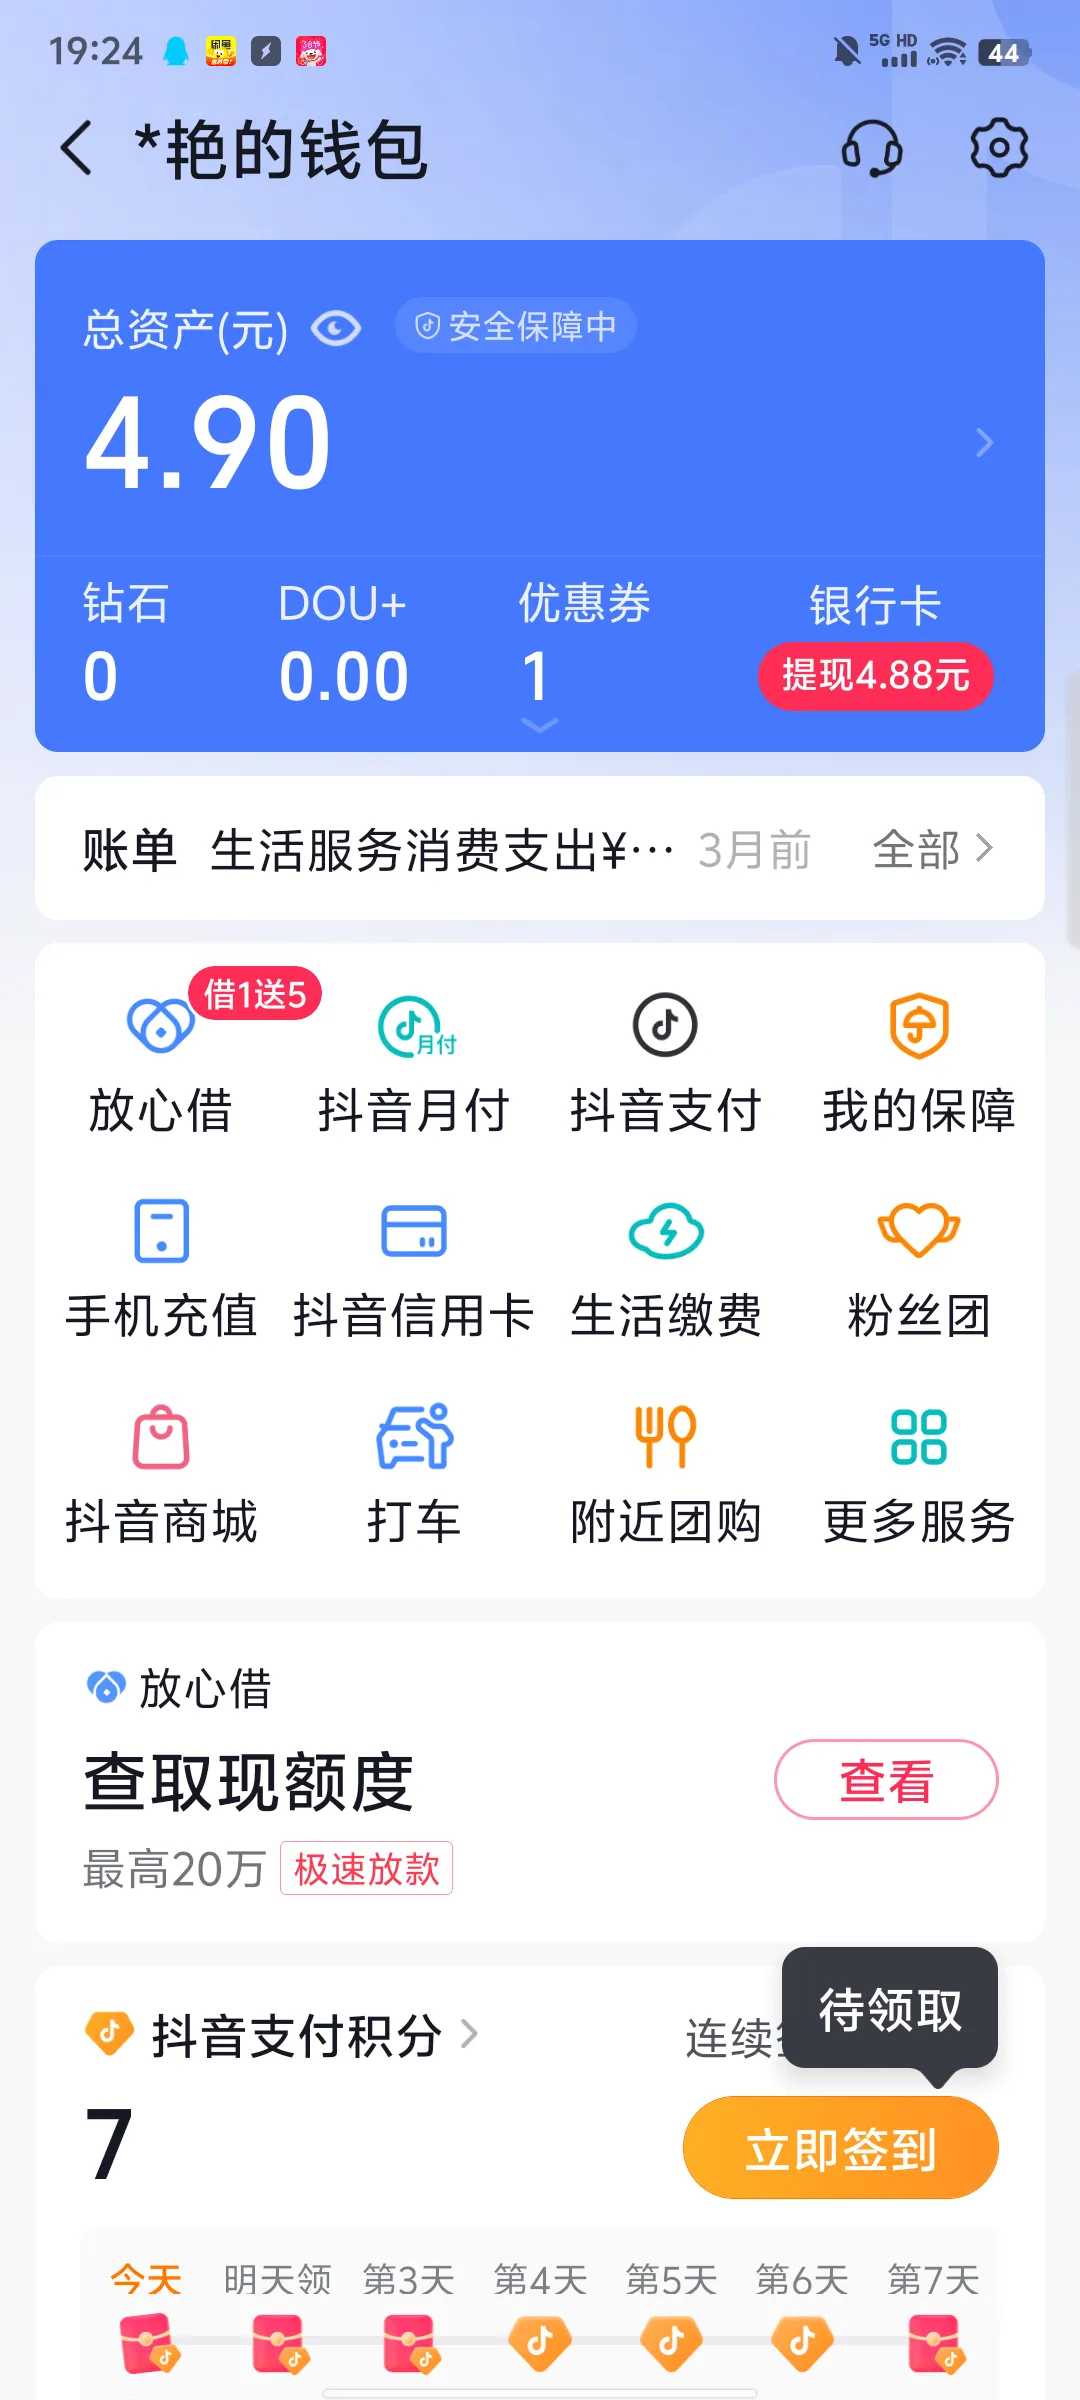 19:24
5G HD
44
*艳的钱包
总资产(元)
安全保障中
4.90
钻石
DOU+
优惠券
银行卡
0
0.00
1
提现4.88元
账单 生活服务消费支出¥… 3月前 全部
借1送5
月付
放心借
抖音月付
抖音支付
我的保障
手机充值
抖音信用卡
生活缴费
粉丝团
抖音商城
打车
附近团购
更多服务
放心借
查取现额度
查看
最高20万 极速放款
待领取
抖音支付积分
连续
7
立即签到
今天 明天领 第3天 第4天 第5天 第6天 第7天